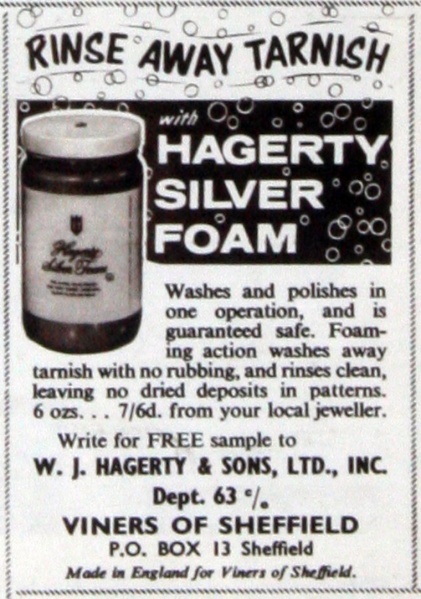 RINSE AWAY TARNISH
with
HAGERTY
SILVER
FOAM
Hagerty
Silver Foam
Washes and polishes in
one operation, and is
guaranteed safe. Foam-
ing action washes away
tarnish with no rubbing, and rinses clean,
leaving no dried deposits in patterns.
6 ozs. . . 7/6d. from your local jeweller.
Write for FREE sample to
W. J. HAGERTY & SONS, LTD., INC.
Dept. 63 c/o
VINERS OF SHEFFIELD
P.O. BOX 13 Sheffield
Made in England for Viners of Sheffield.